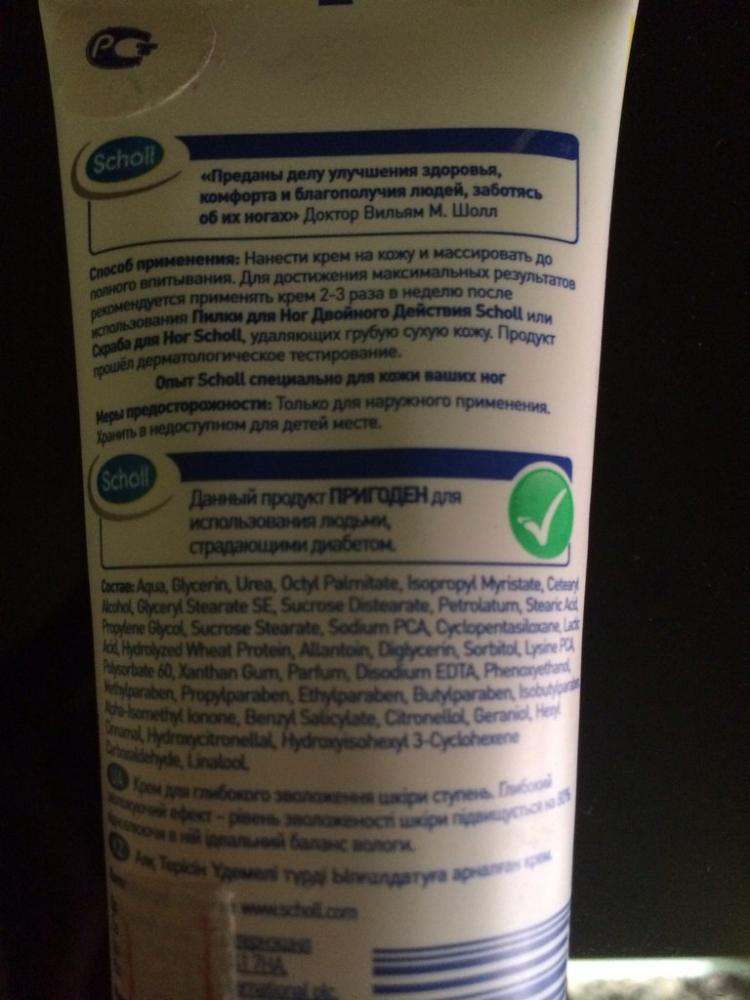 Scholl
«Преданы делу улучшения здоровья,
комфорта и благополучия людей, заботясь
об их ногах» Доктор Вильям М. Шолл
Способ применения: Нанести крем на кожу и массировать до
полного впитывания. Для достижения максимальных результатов
рекомендуется применять крем 2-3 раза в неделю после
использования Пилки для Ног Двойного Действия Scholl или
Скраба для Ног Scholl, удаляющих грубую сухую кожу. Продукт
прошёл дерматологическое тестирование.
Опыт Scholl специально для кожи ваших ног
Меры предосторожности: Только для наружного применения.
Хранить в недоступном для детей месте.
Scholl
Данный продукт ПРИГОДЕН для
использования людьми,
страдающими диабетом.
Состав: Aqua, Glycerin, Urea, Octyl Palmitate, Isopropyl Myristate, Cetearyl
Alcohol, Glyceryl Stearate SE, Sucrose Distearate, Petrolatum, Stearic Acid,
Propylene Glycol, Sucrose Stearate, Sodium PCA, Cyclopentasiloxane, Lactic
Acid, Hydrolyzed Wheat Protein, Allantoin, Diglycerin, Sorbitol, Lysine PCA,
Polysorbate 60, Xanthan Gum, Parfum, Disodium EDTA, Phenoxyethanol,
Methylparaben, Propylparaben, Ethylparaben, Butylparaben, Isobutylparaben,
Alpha-Isomethyl Ionone, Benzyl Salicylate, Citronellol, Geraniol, Hexyl
Cinnamal, Hydroxycitronellal, Hydroxyisohexyl 3-Cyclohexene
Carboxaldehyde, Linalool.
UA Крем для глибокого зволоження шкіри ступень. Глибокий
зволожуючий ефект – рівень зволоженості шкіри підвищується на 80%
в ній ідеальний баланс вологи.
KZ Аяқ Терісін Үдемелі түрді Ылғалдатуға арналған крем.
www.scholl.com
7HA,